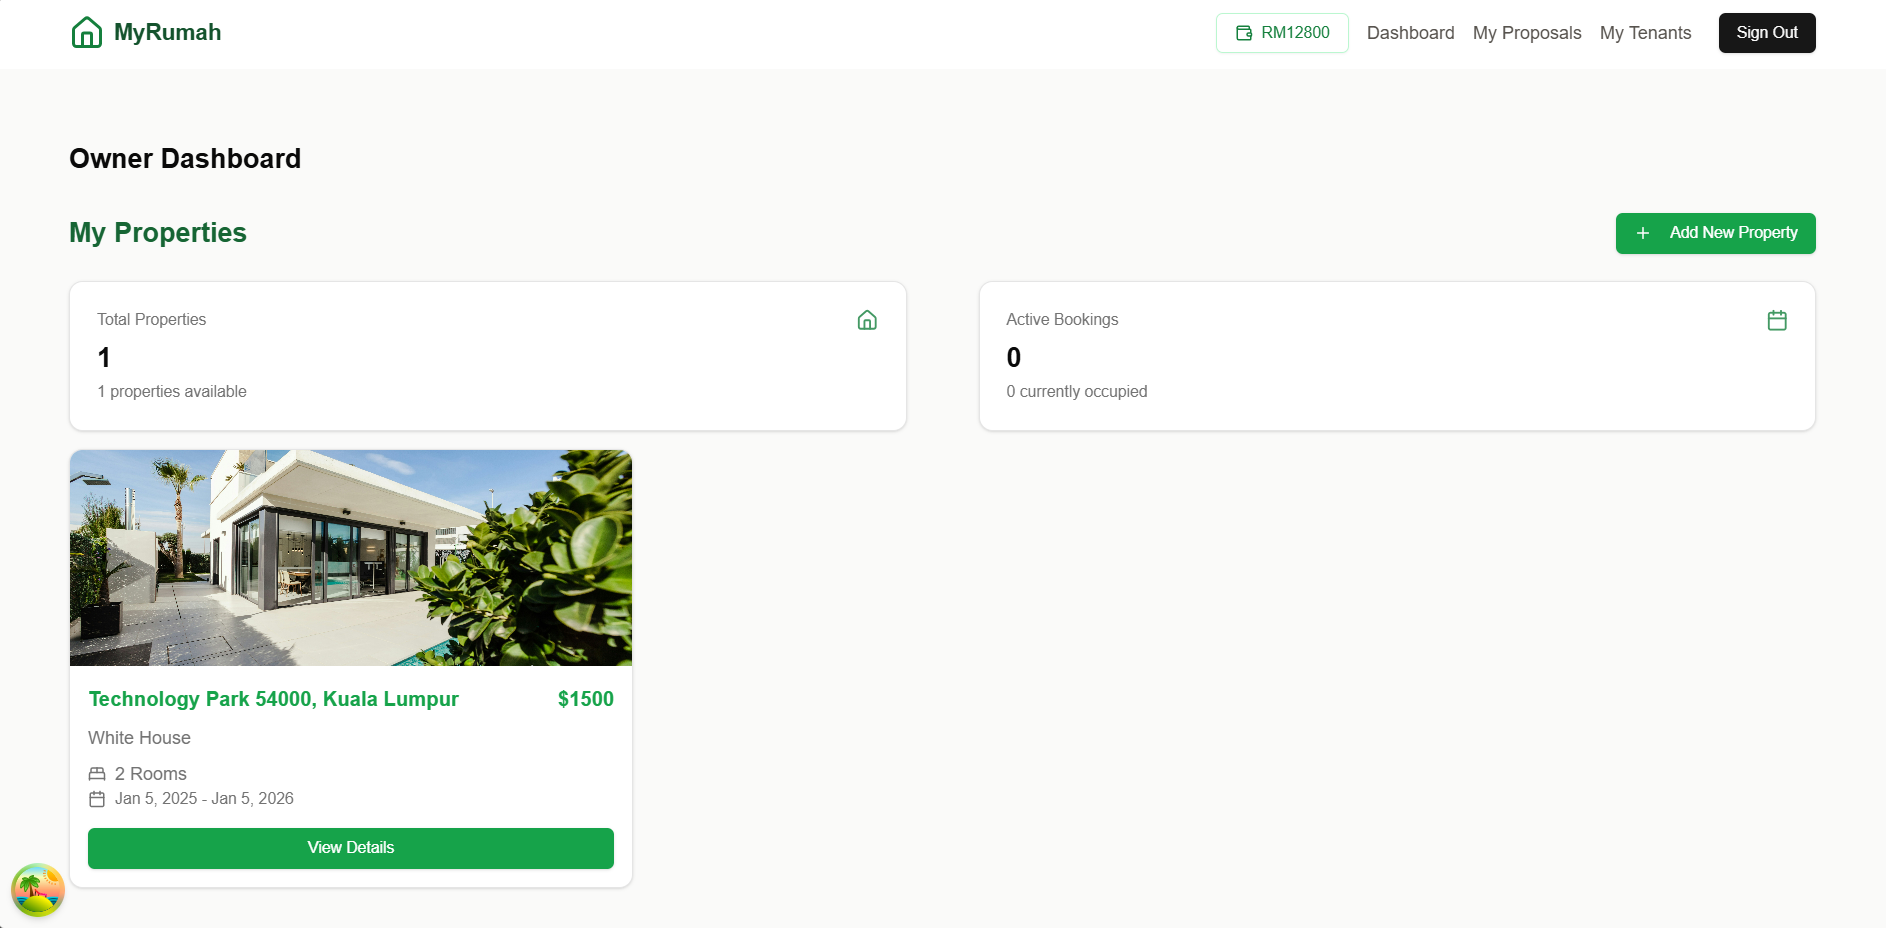 MyRumah
RM12800
Dashboard
My Proposals
My Tenants
Sign Out
Owner Dashboard
My Properties
Add New Property
Total Properties
1
1 properties available
Active Bookings
0
0 currently occupied
Technology Park 54000, Kuala Lumpur
$1500
White House
2 Rooms
Jan 5, 2025 - Jan 5, 2026
View Details